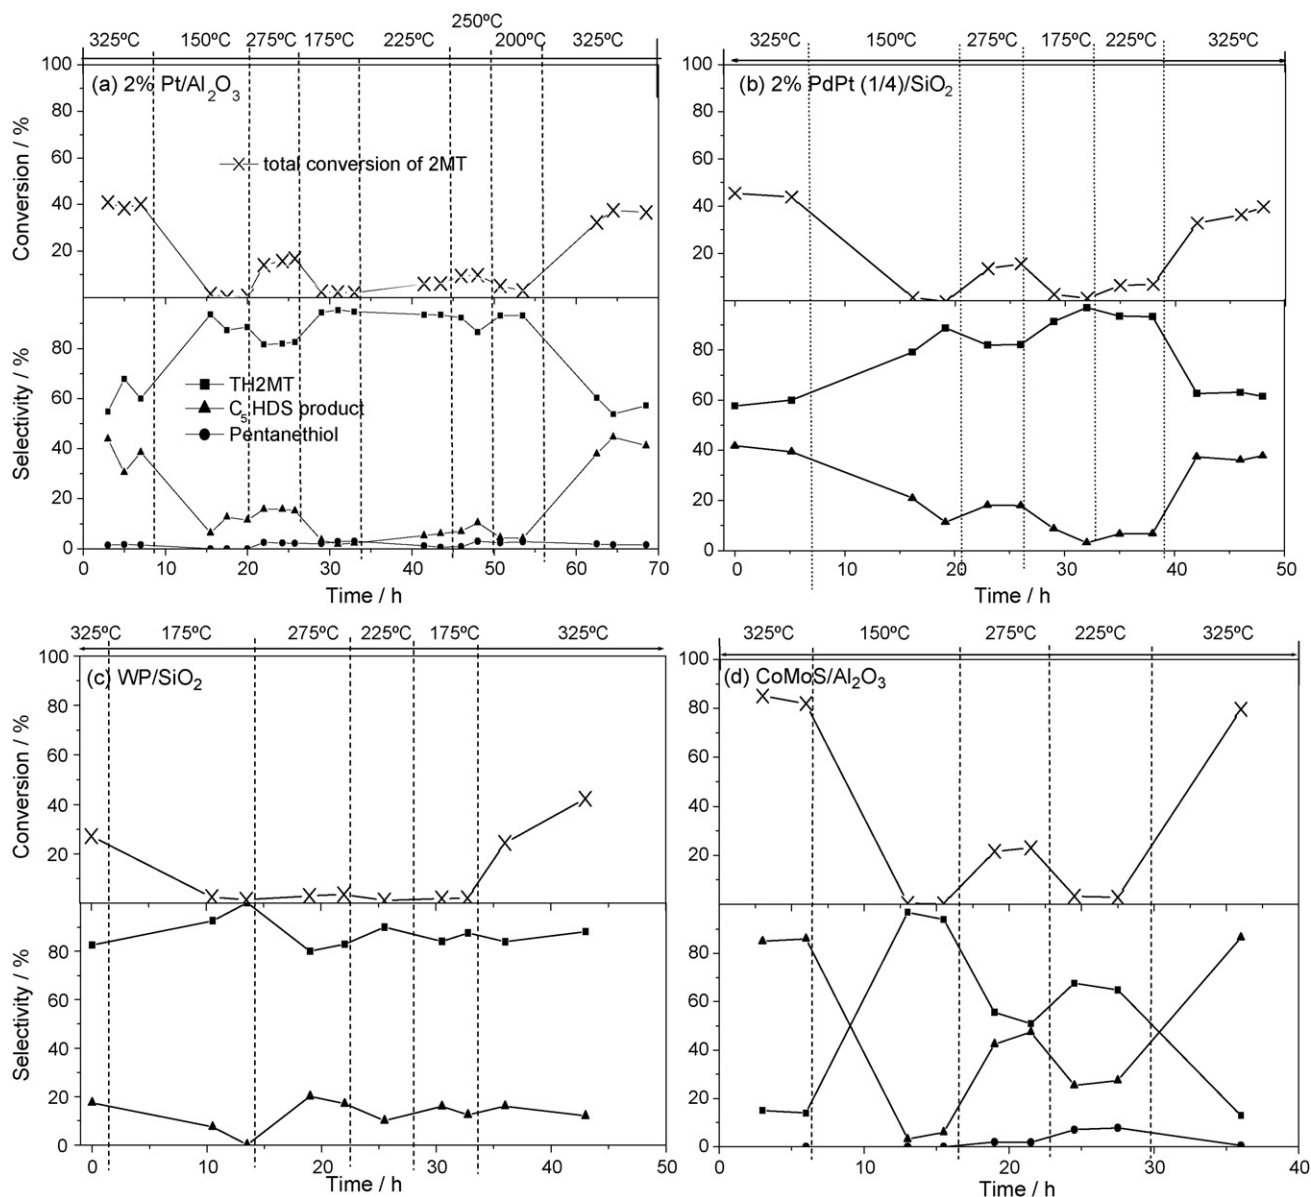 250ºC
325ºC 150ºC 275ºC 175ºC 225ºC 200ºC 325ºC
100
80
60
40
20
Conversion / %
(a) 2% Pt/Al2O3
total conversion of 2MT
80
60
40
20
0
Selectivity / %
TH2MT
C5 HDS product
Pentanethiol
0 10 20 30 40 50 60 70
Time / h
325ºC 150ºC 275ºC 175ºC 225ºC 325ºC
100
80
60
40
20
(b) 2% PdPt (1/4)/SiO2
80
60
40
20
0
0 10 20 30 40 50
Time / h
325ºC 175ºC 275ºC 225ºC 175ºC 325ºC
100
80
60
40
20
Conversion / %
(c) WP/SiO2
80
60
40
20
0
Selectivity / %
0 10 20 30 40 50
Time / h
325ºC 150ºC 275ºC 225ºC 325ºC
100
80
60
40
20
(d) CoMoS/Al2O3
80
60
40
20
0
0 10 20 30 40
Time / h